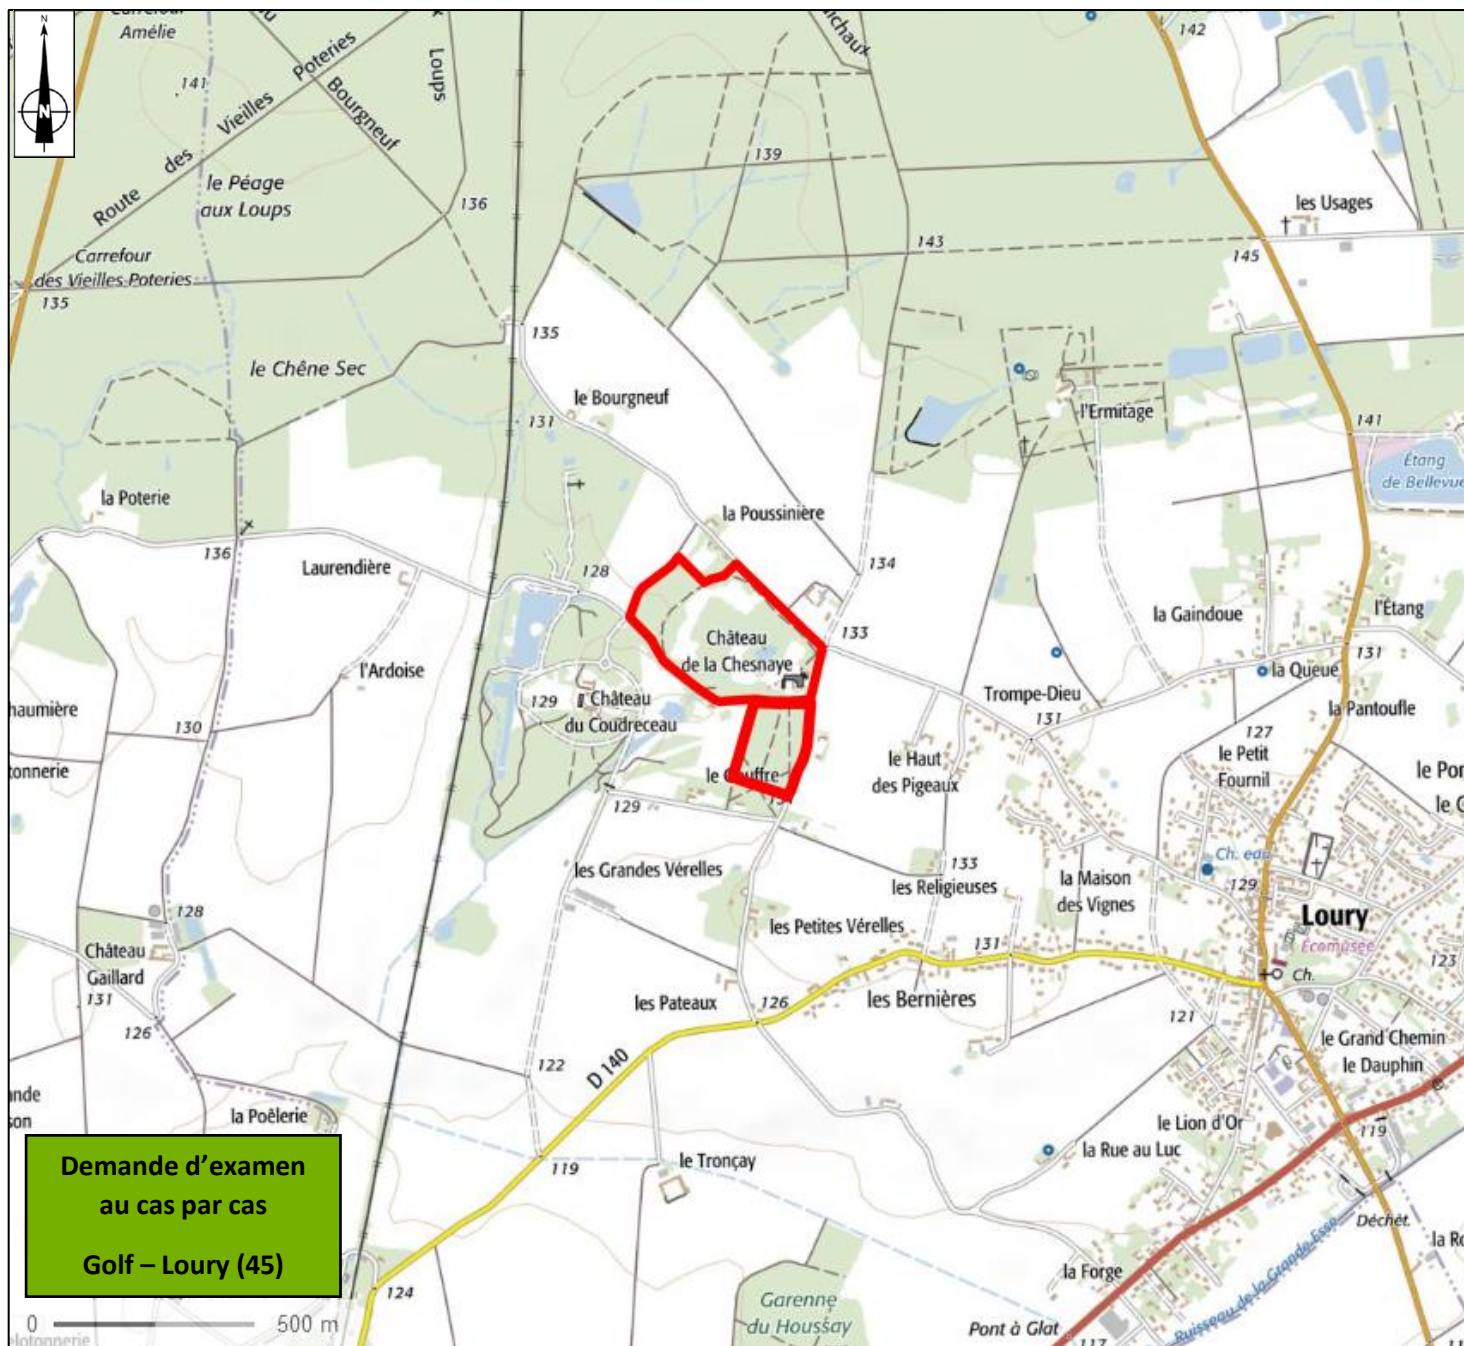 Amélie
142
N
141
Loups
Route des Vieilles Poteries
Bourgneuf
139
le Péage
aux Loups
136
les Usages
143
145
Carrefour
des Vieilles Poteries
135
135
le Chêne Sec
le Bourgneuf
131
l'Ermitage
141
Étang
de Bellevue
la Poterie
la Poussinière
136
Laurendière
128
134
la Gaindoue
l'Étang
133
Château
de la Chesnaye
131
la Queue
l'Ardoise
Trompe-Dieu
129
Château
du Coudreceau
131
la Pantoufle
130
127
le Petit
Fournil
le Haut
des Pigeaux
le Gouffre
129
Ch. eau
les Grandes Vérelles
133
les Religieuses
la Maison
des Vignes
129
Loury
Écomusée
128
les Petites Vérelles
131
Château
Gaillard
131
123
Ch.
les Pateaux
126
les Bernières
121
126
le Grand Chemin
le Dauphin
122
D 140
la Poêlerie
le Lion d'Or
119
119
le Tronçay
la Rue au Luc
Demande d'examen
au cas par cas
Golf – Loury (45)
Déchèt.
Ruisseau de la Grande Esse
la Forge
124
Garenne
du Houssay
Pont à Glat
117
0 500 m